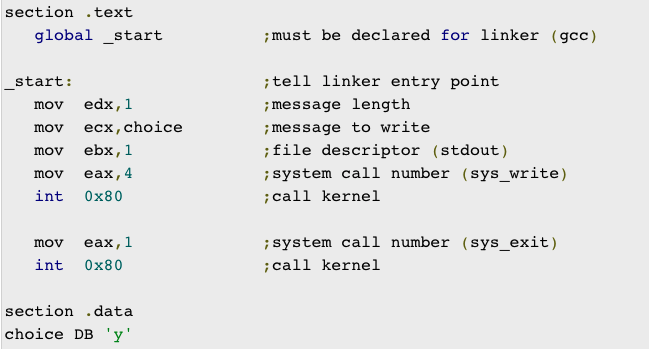 section .text
   global _start          ;must be declared for linker (gcc)

_start:                   ;tell linker entry point
   mov  edx,1             ;message length
   mov  ecx,choice        ;message to write
   mov  ebx,1             ;file descriptor (stdout)
   mov  eax,4             ;system call number (sys_write)
   int  0x80              ;call kernel

   mov  eax,1             ;system call number (sys_exit)
   int  0x80              ;call kernel

section .data
choice DB 'y'